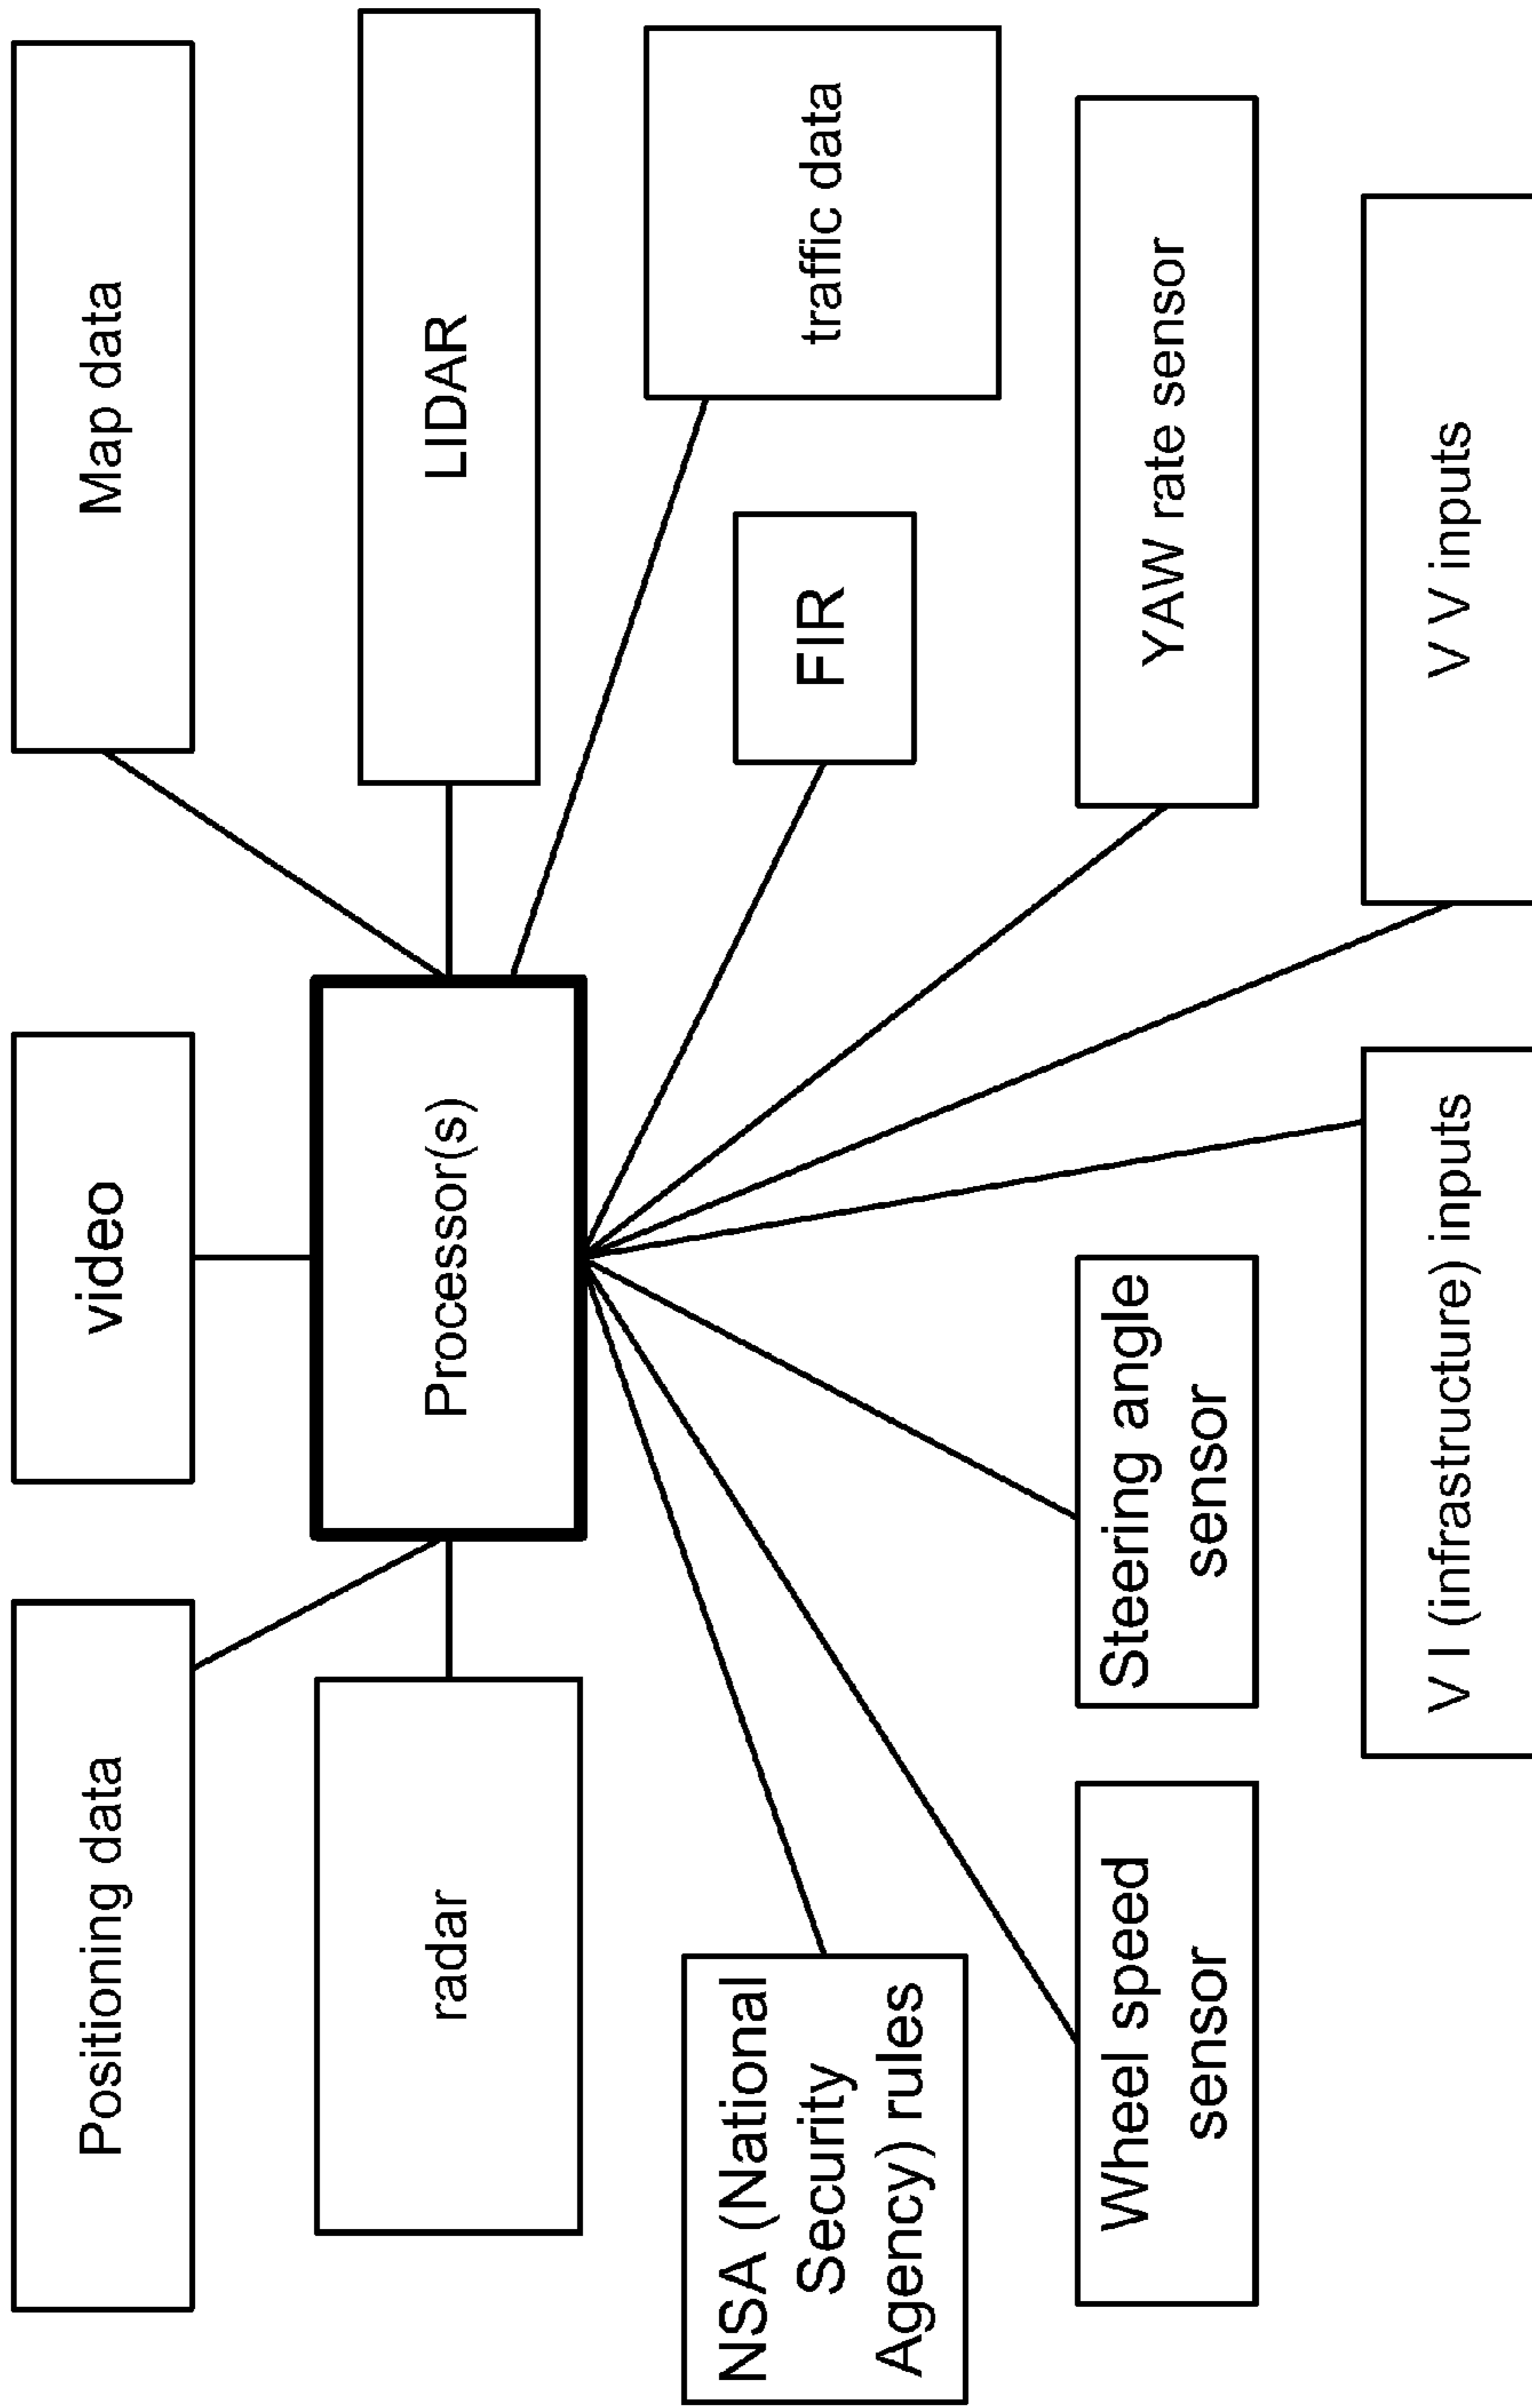 Positioning data
video
Map data
radar
Processor(s)
LIDAR
NSA (National
Security
Agency) rules
FIR
traffic data
Wheel speed
sensor
Steering angle
sensor
YAW rate sensor
V I (infrastructure) inputs
V V inputs